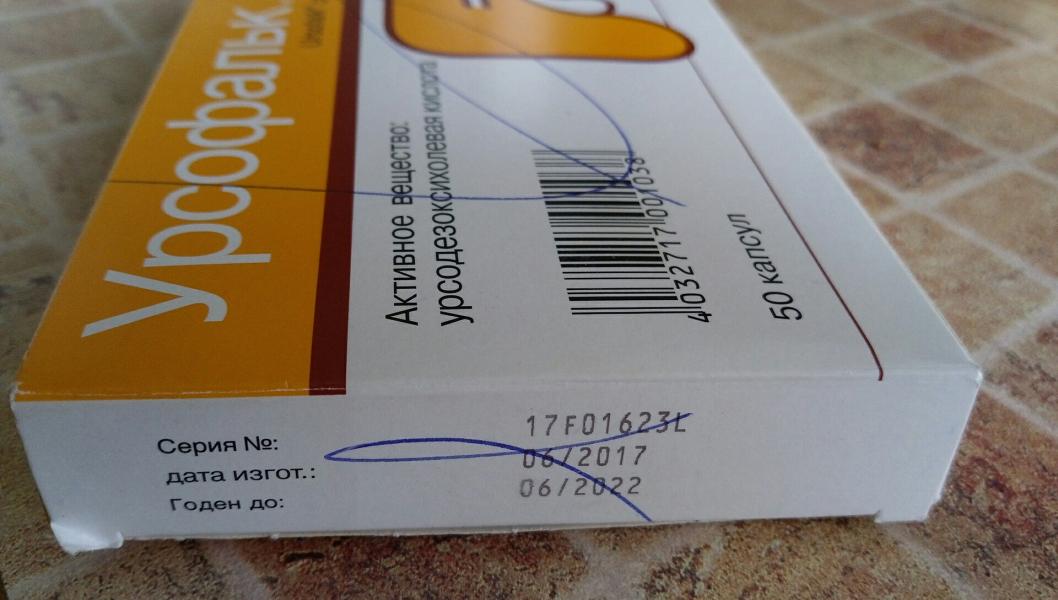 Урсофальк
Активное вещество:
урсодезоксихолевая кислота
4032717001038
50 капсул
Серия №:
17F01623L
дата изгот.:
06/2017
Годен до:
06/2022